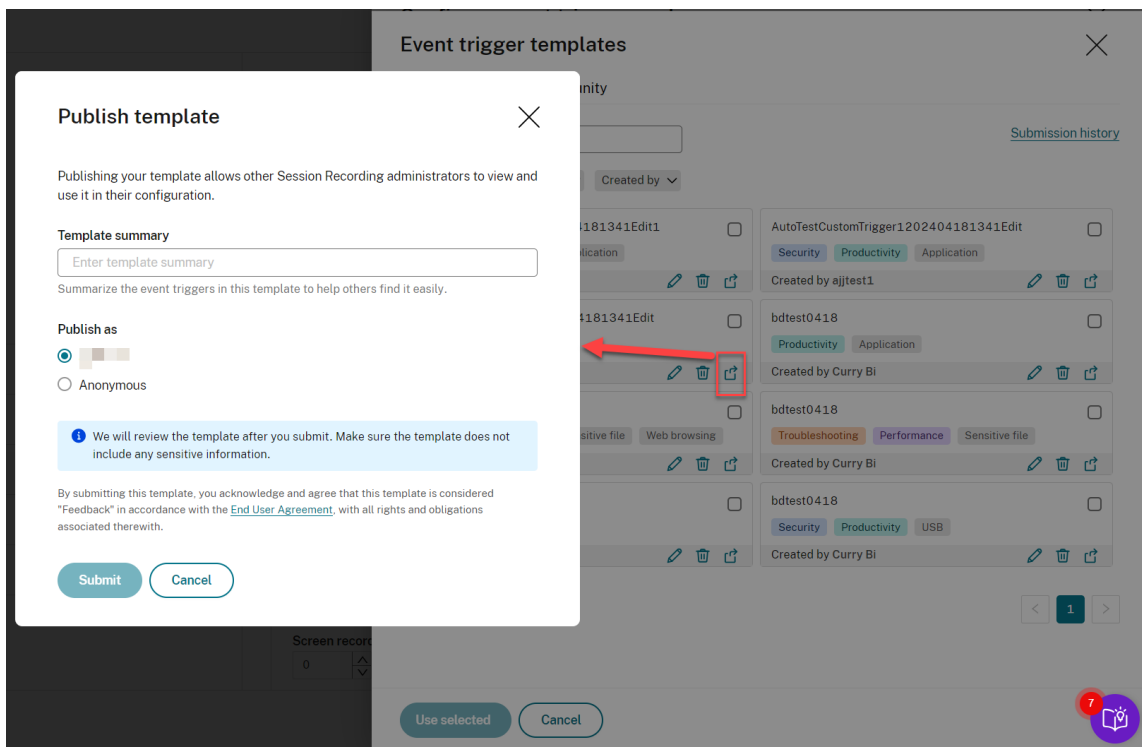 Event trigger templates
unity
Submission history
Created by
Publish template
Publishing your template allows other Session Recording administrators to view and
use it in their configuration.
Template summary
Enter template summary
Summarize the event triggers in this template to help others find it easily.
Publish as
Anonymous
We will review the template after you submit. Make sure the template does not
include any sensitive information.
By submitting this template, you acknowledge and agree that this template is considered
"Feedback" in accordance with the End User Agreement, with all rights and obligations
associated therewith.
Submit Cancel
4181341Edit1
lication
AutoTestCustomTrigger1202404181341Edit
Security Productivity Application
Created by ajjtest1
4181341Edit
bdtest0418
Productivity Application
Created by Curry Bi
sitive file Web browsing
bdtest0418
Troubleshooting Performance Sensitive file
Created by Curry Bi
bdtest0418
Security Productivity USB
Created by Curry Bi
< 1 >
Screen record
0
Use selected Cancel
7